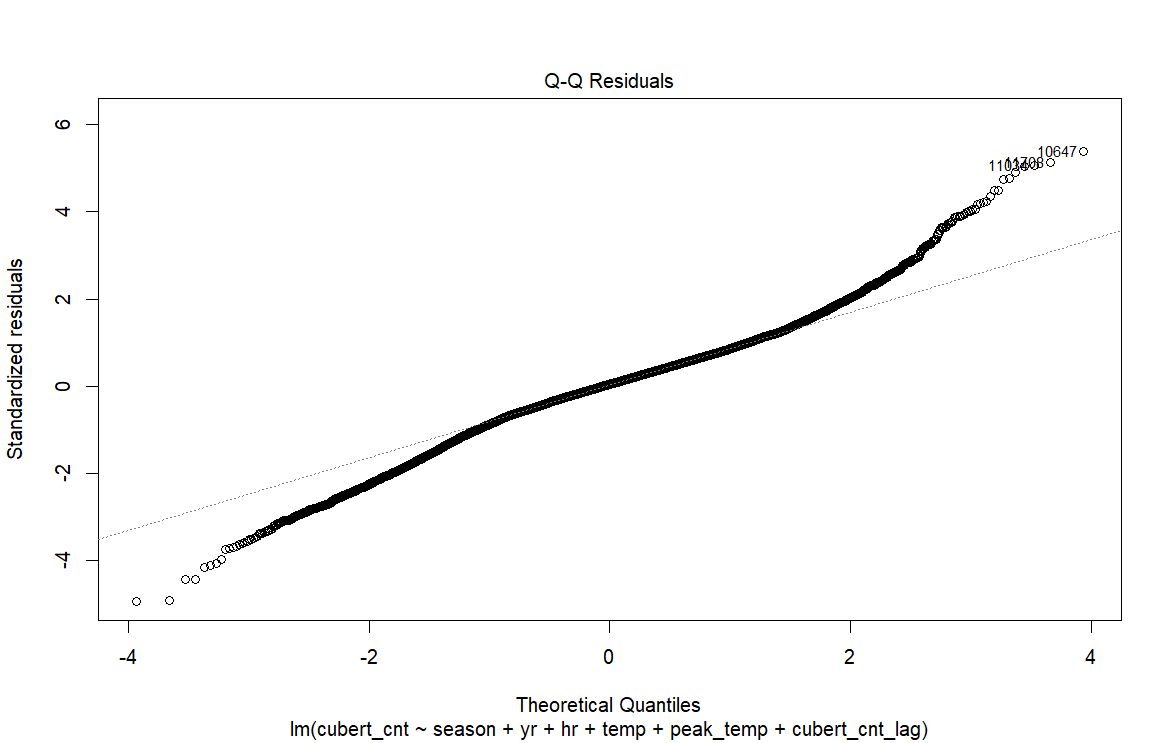 Q-Q Residuals
6
4
2
0
-2
-4
Standardized residuals
10647
-4 -2 0 2 4
Theoretical Quantiles
lm(cubert_cnt ~ season + yr + hr + temp + peak_temp + cubert_cnt_lag)